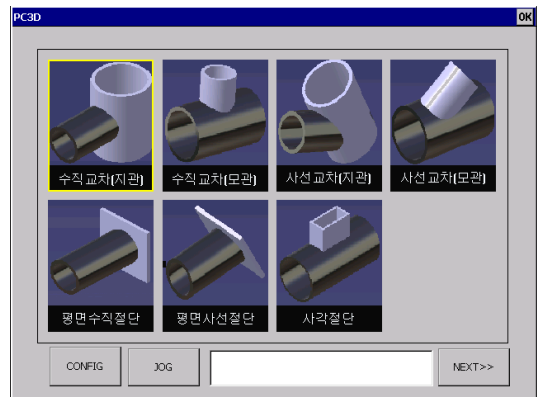 PC3D
OK
수직교차(지관)
수직교차(모관)
사선교차(지관)
사선교차(모관)
평면수직절단
평면사선절단
사각절단
CONFIG
JOG
NEXT>>